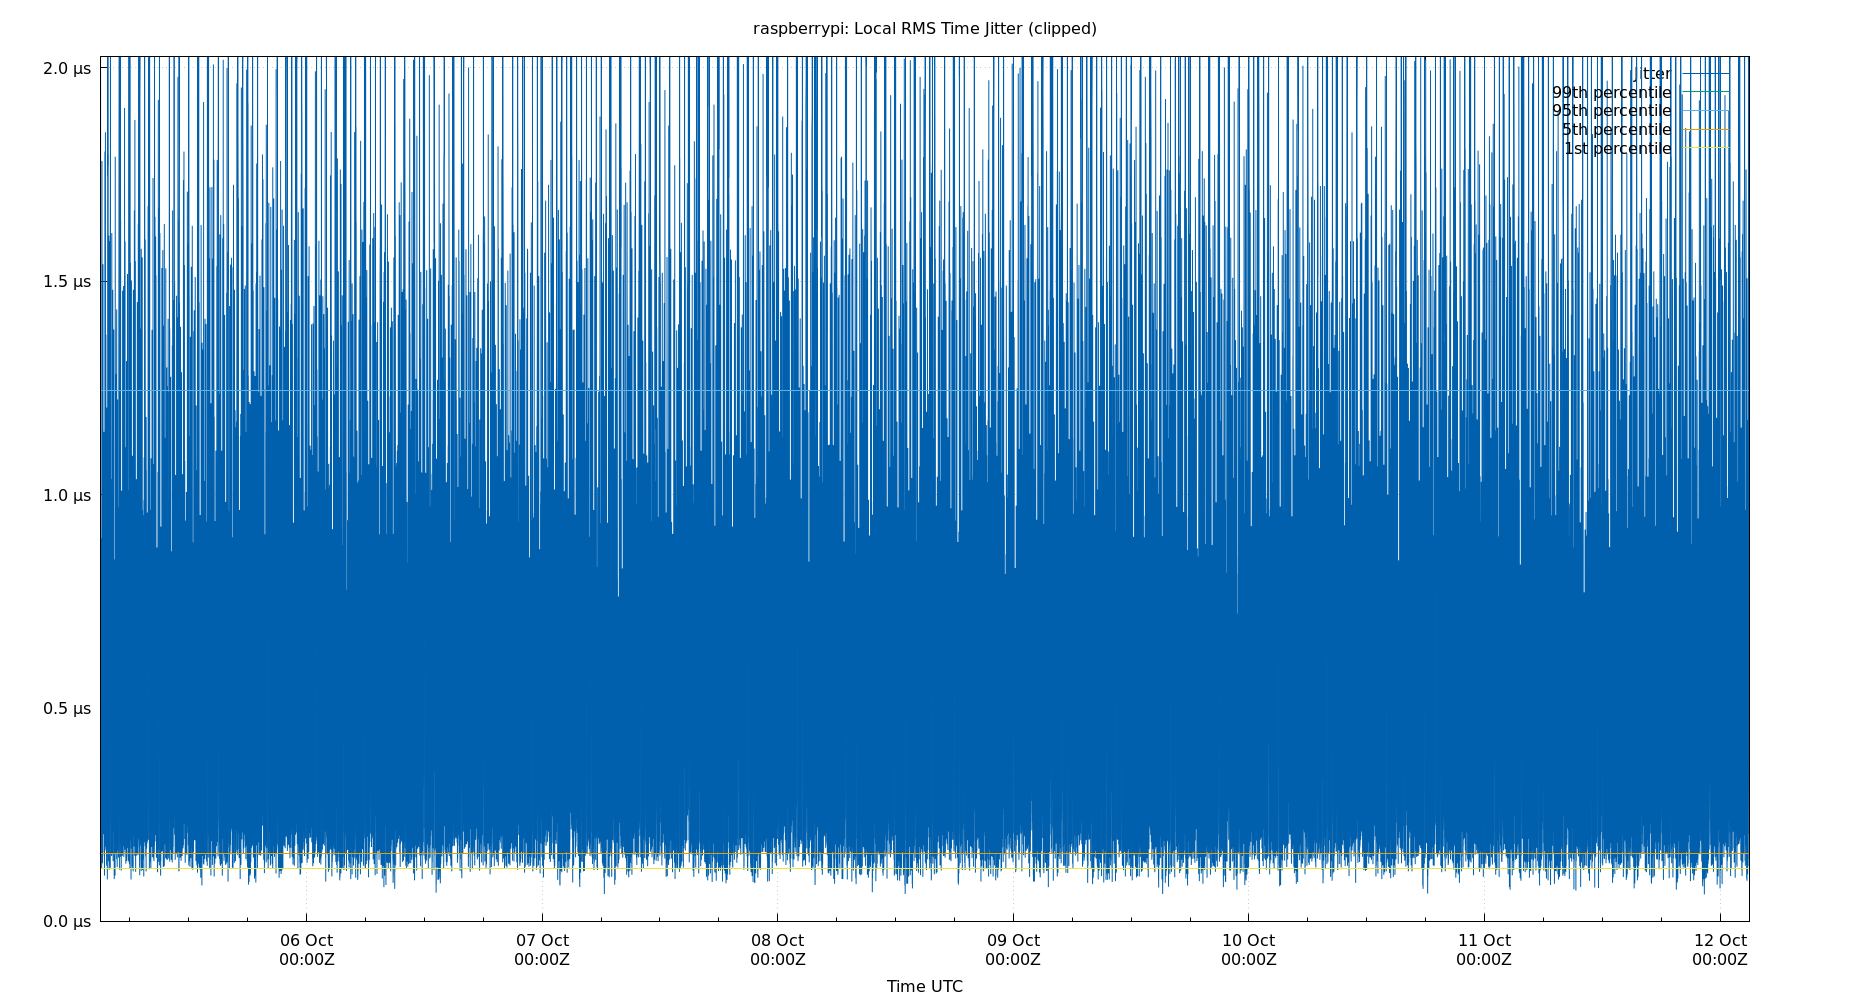 raspberrypi: Local RMS Time Jitter (clipped)
2.0 µs
1.5 µs
1.0 µs
0.5 µs
0.0 µs
jitter
99th percentile
95th percentile
5th percentile
1st percentile
06 Oct
00:00Z
07 Oct
00:00Z
08 Oct
00:00Z
09 Oct
00:00Z
10 Oct
00:00Z
11 Oct
00:00Z
12 Oct
00:00Z
Time UTC